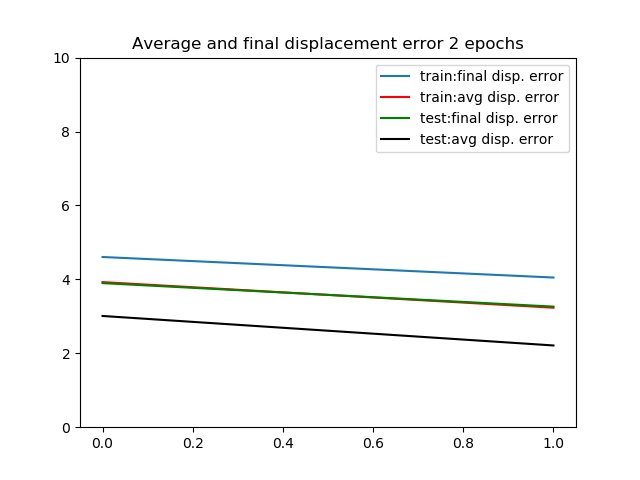 Average and final displacement error 2 epochs
train:final disp. error
train:avg disp. error
test:final disp. error
test:avg disp. error
10
8
6
4
2
0
0.0 0.2 0.4 0.6 0.8 1.0